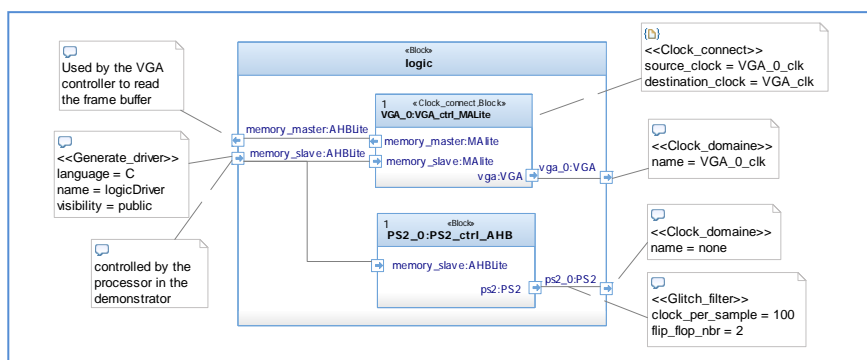 Used by the VGA
controller to read
the frame buffer
<<Generate_driver>>
language = C
name = logicDriver
visibility = public
controlled by the
processor in the
demonstrator
«Block»
logic
memory_master:AHBLite
memory_slave:AHBLite
1 «Clock_connect,Block»
VGA_0:VGA_ctrl_MALite
memory_master:MAlite
memory_slave:MAlite
vga:VGA
vga_0:VGA
1 «Block»
PS2_0:PS2_ctrl_AHB
memory_slave:AHBLite
ps2:PS2
ps2_0:PS2
<<Clock_connect>>
source_clock = VGA_0_clk
destination_clock = VGA_clk
<<Clock_domaine>>
name = VGA_0_clk
<<Clock_domaine>>
name = none
<<Glitch_filter>>
clock_per_sample = 100
flip_flop_nbr = 2